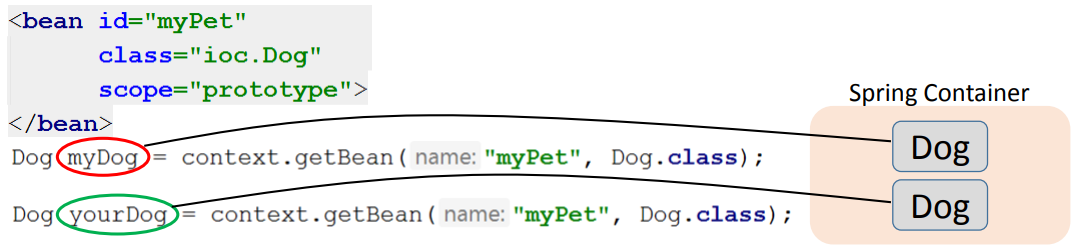 <bean id="myPet"
class="ioc.Dog"
scope="prototype">
</bean>
Spring Container
Dog myDog = context.getBean( name: "myPet", Dog.class);
Dog
Dog yourDog = context.getBean( name: "myPet", Dog.class);
Dog